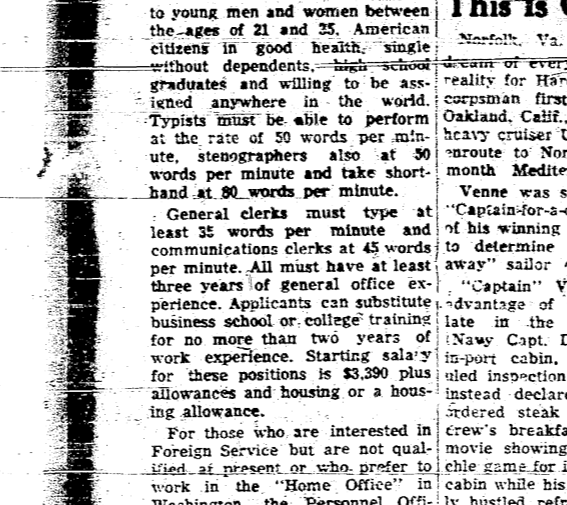 to young men and women between
the ages of 21 and 35, American
citizens in good health, single
without dependents, high school
graduates and willing to be ass-
igned anywhere in the world.
Typists must be able to perform
at the rate of 50 words per min-
ute, stenographers also at 50
words per minute and take short-
hand at 80 words per minute.
General clerks must type at
least 35 words per minute and
communications clerks at 45 words
per minute. All must have at least
three years of general office ex-
perience. Applicants can substitute
business school or college training
for no more than two years of
work experience. Starting salary
for these positions is $3,390 plus
allowances and housing or a hous-
ing allowance.
For those who are interested in
Foreign Service but are not qual-
ified at present or who prefer to
work in the "Home Office" in
Washington, the Personnel Offi-
This is
Norfolk, Va.
dream of
reality for
corpsman first
Oakland, Calif.,
heavy cruiser
enroute to
month
Venne was
"Captain-for-a-
of his winning
to determine
away" sailor
"Captain"
advantage of
late in the
Navy Capt.
in-port cabin,
uled inspection
instead
ordered steak
crew's
movie showing
game for
cabin while his
ly hustled